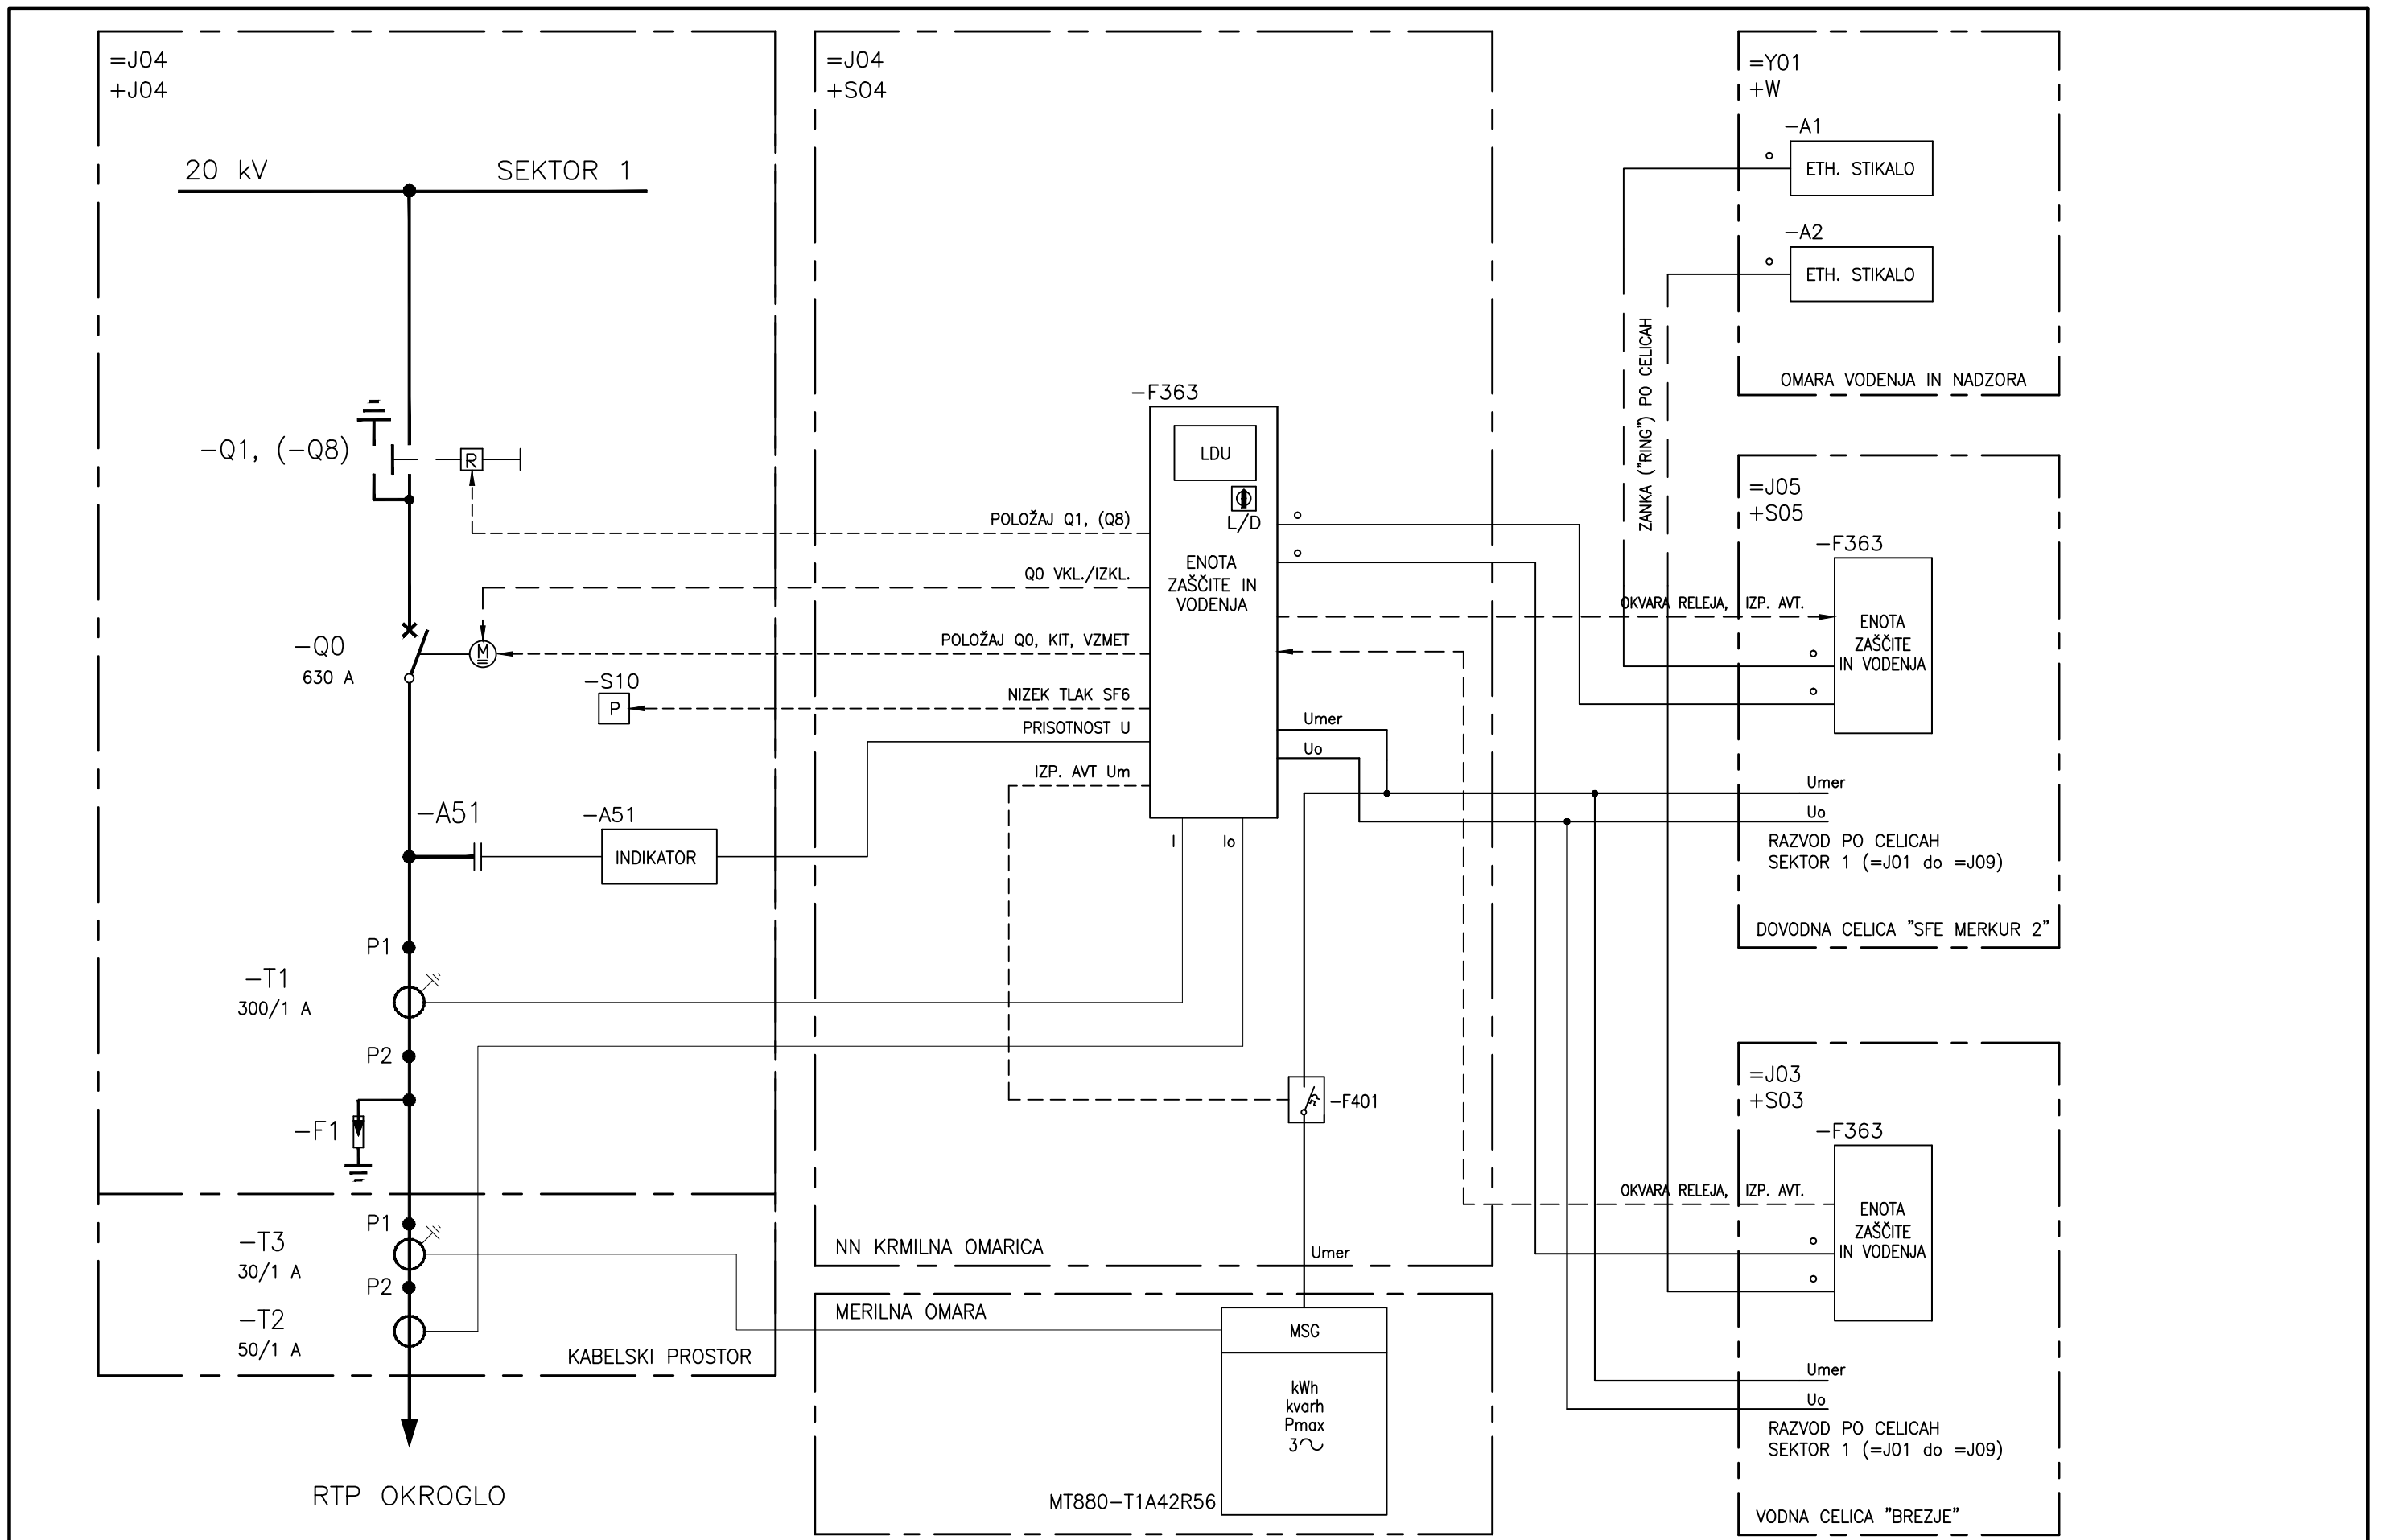 =J04
+J04
20 kV
SEKTOR 1
-Q1, (-Q8)
R
-Q0
630 A
M
-S10
P
-A51
-A51
INDIKATOR
P1
-T1
300/1 A
P2
-F1
P1
-T3
30/1 A
P2
-T2
50/1 A
KABELSKI PROSTOR
RTP OKROGLO
=J04
+S04
-F363
LDU
L/D
ENOTA
ZAŠČITE IN
VODENJA
POLOŽAJ Q1, (Q8)
Q0 VKL./IZKL.
POLOŽAJ Q0, KIT, VZMET
NIZEK TLAK SF6
PRISOTNOST U
IZP. AVT Um
I
Io
Umer
Uo
-F401
NN KRMILNA OMARICA
Umer
MERILNA OMARA
MSG
kWh
kvarh
Pmax
3
MT880-T1A42R56
ZANKA ("RING") PO CELICAH
=Y01
+W
-A1
ETH. STIKALO
-A2
ETH. STIKALO
OMARA VODENJA IN NADZORA
=J05
+S05
-F363
OKVARA RELEJA, IZP. AVT.
ENOTA
ZAŠČITE
IN VODENJA
Umer
Uo
RAZVOD PO CELICAH
SEKTOR 1 (=J01 do =J09)
DOVODNA CELICA "SFE MERKUR 2"
=J03
+S03
-F363
OKVARA RELEJA, IZP. AVT.
ENOTA
ZAŠČITE
IN VODENJA
Umer
Uo
RAZVOD PO CELICAH
SEKTOR 1 (=J01 do =J09)
VODNA CELICA "BREZJE"